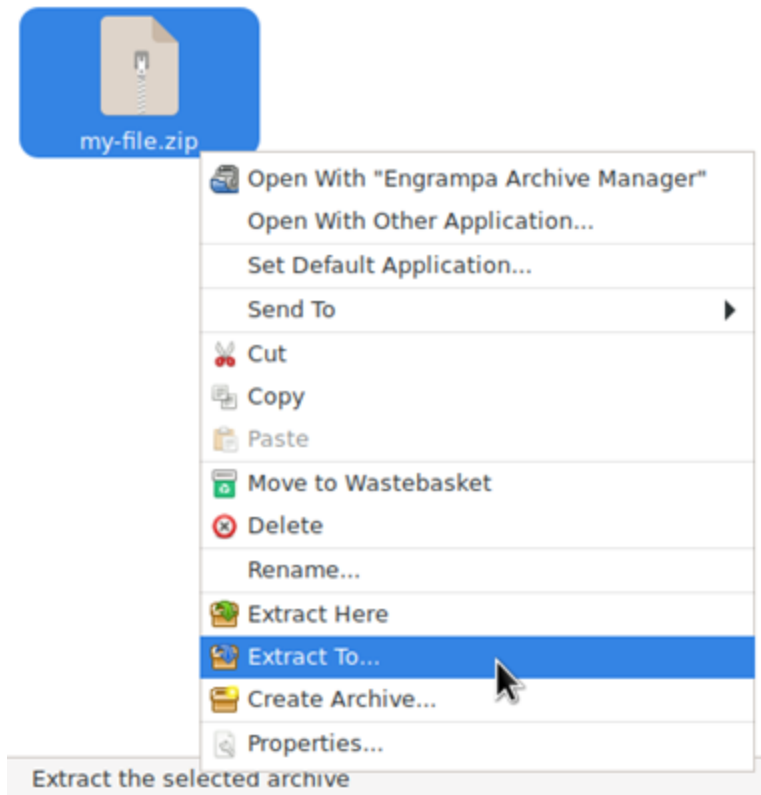 my-file.zip
Open With "Engrampa Archive Manager"
Open With Other Application...
Set Default Application...
Send To
Cut
Copy
Paste
Move to Wastebasket
Delete
Rename...
Extract Here
Extract To...
Create Archive...
Properties...
Extract the selected archive